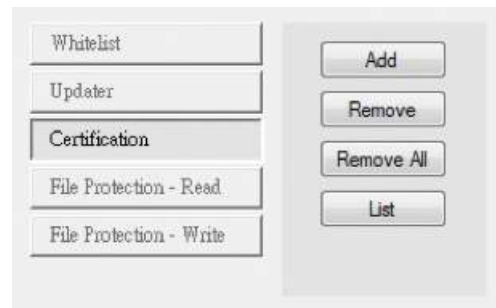 Whitelist
Updater
Certification
File Protection - Read
File Protection - Write
Add
Remove
Remove All
List